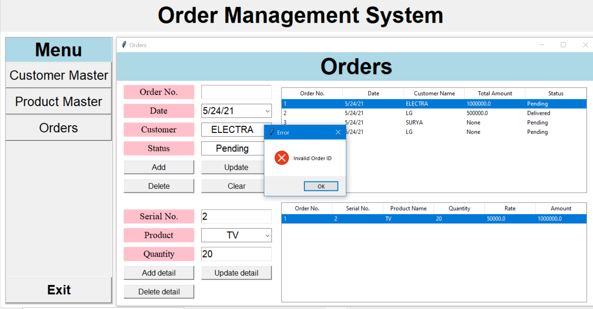 Order Management System
Menu
Customer Master
Product Master
Orders
Exit
Orders
Orders
Order No.
Date 5/24/21
Customer ELECTRA
Status Pending
Add Update
Delete Clear
Order No. Date Customer Name Total Amount Status
1 5/24/21 ELECTRA 1000000.0 Pending
2 5/24/21 LG 500000.0 Delivered
3 5/24/21 SURYA None Pending
4 5/24/21 LG None Pending
Error
Invalid Order ID
OK
Serial No. 2
Product TV
Quantity 20
Add detail Update detail
Delete detail
Order No. Serial No. Product Name Quantity Rate Amount
1 2 TV 20 50000.0 1000000.0